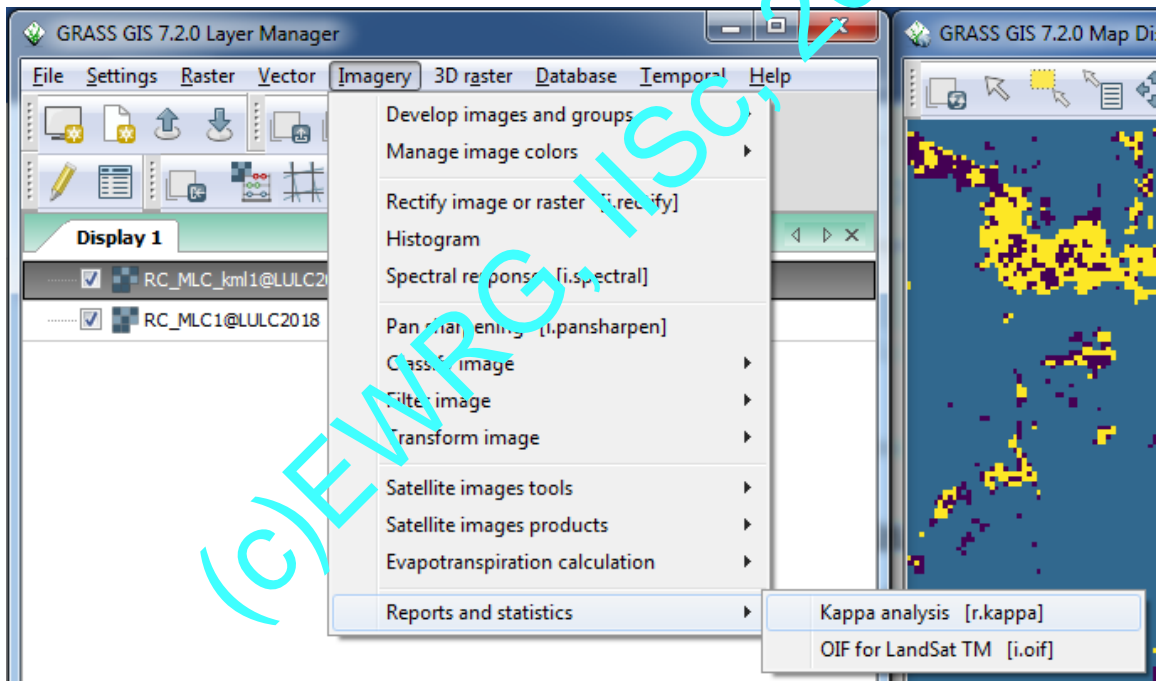 GRASS GIS 7.2.0 Layer Manager
GRASS GIS 7.2.0 Map Di
File Settings Raster Vector Imagery 3D raster Database Temporal Help
Develop images and groups
Manage image colors
Rectify image or raster [i.rectify]
Histogram
Display 1
Spectral response [i.spectral]
RC_MLC_kml1@LULC2
RC_MLC1@LULC2018
Pan sharpening [i.pansharpen]
Classify image
Filter image
Transform image
Satellite images tools
Satellite images products
Evapotranspiration calculation
Reports and statistics
Kappa analysis [r.kappa]
OIF for LandSat TM [i.oif]
(c)EWRG, IISc,